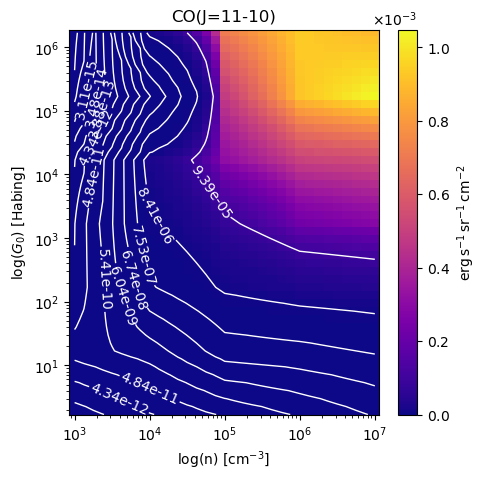 CO(J=11-10)
×10⁻³
10⁶
10⁵
10⁴
10³
10²
10¹
log(G₀) [Habing]
10³
10⁴
10⁵
10⁶
10⁷
log(n) [cm⁻³]
1.0
0.8
0.6
0.4
0.2
0.0
erg s⁻¹ sr⁻¹ cm⁻²
3.11e-15
4.84e-11
5.41e-10
6.04e-09
6.74e-08
7.53e-07
8.41e-06
9.39e-05
4.84e-11
4.34e-12